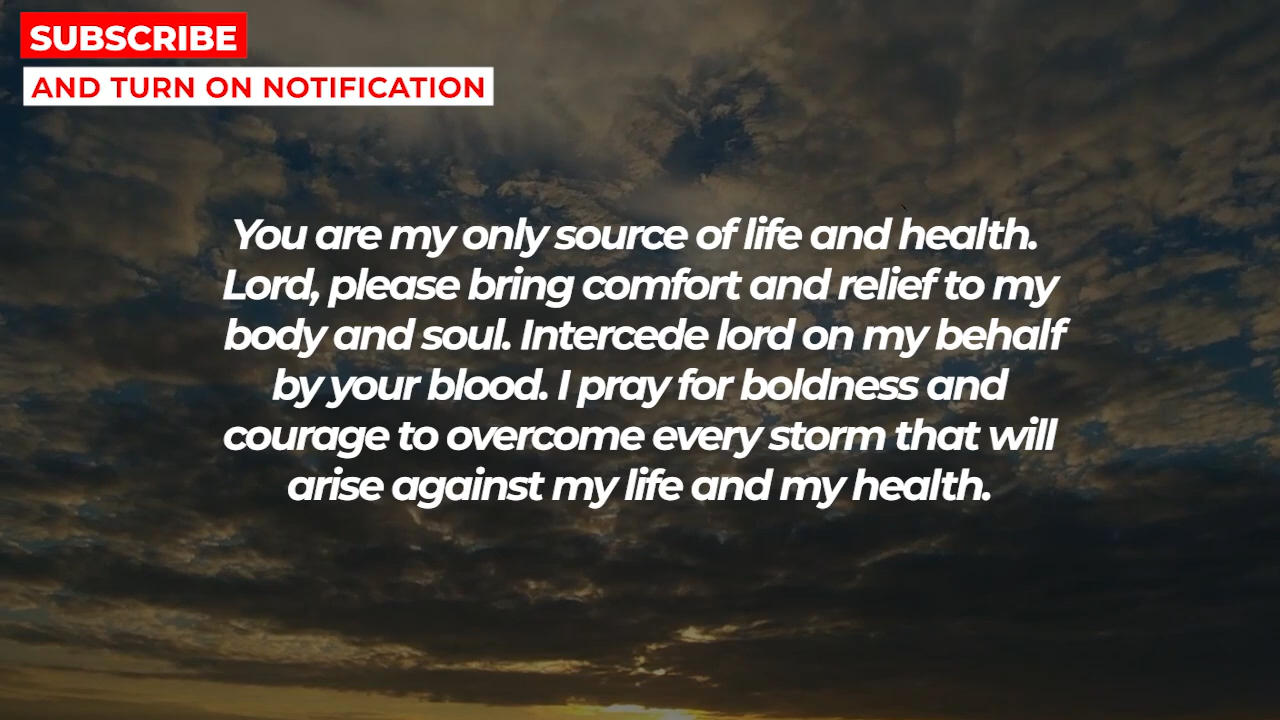 SUBSCRIBE
AND TURN ON NOTIFICATION
You are my only source of life and health.
Lord, please bring comfort and relief to my
body and soul. Intercede lord on my behalf
by your blood. I pray for boldness and
courage to overcome every storm that will
arise against my life and my health.